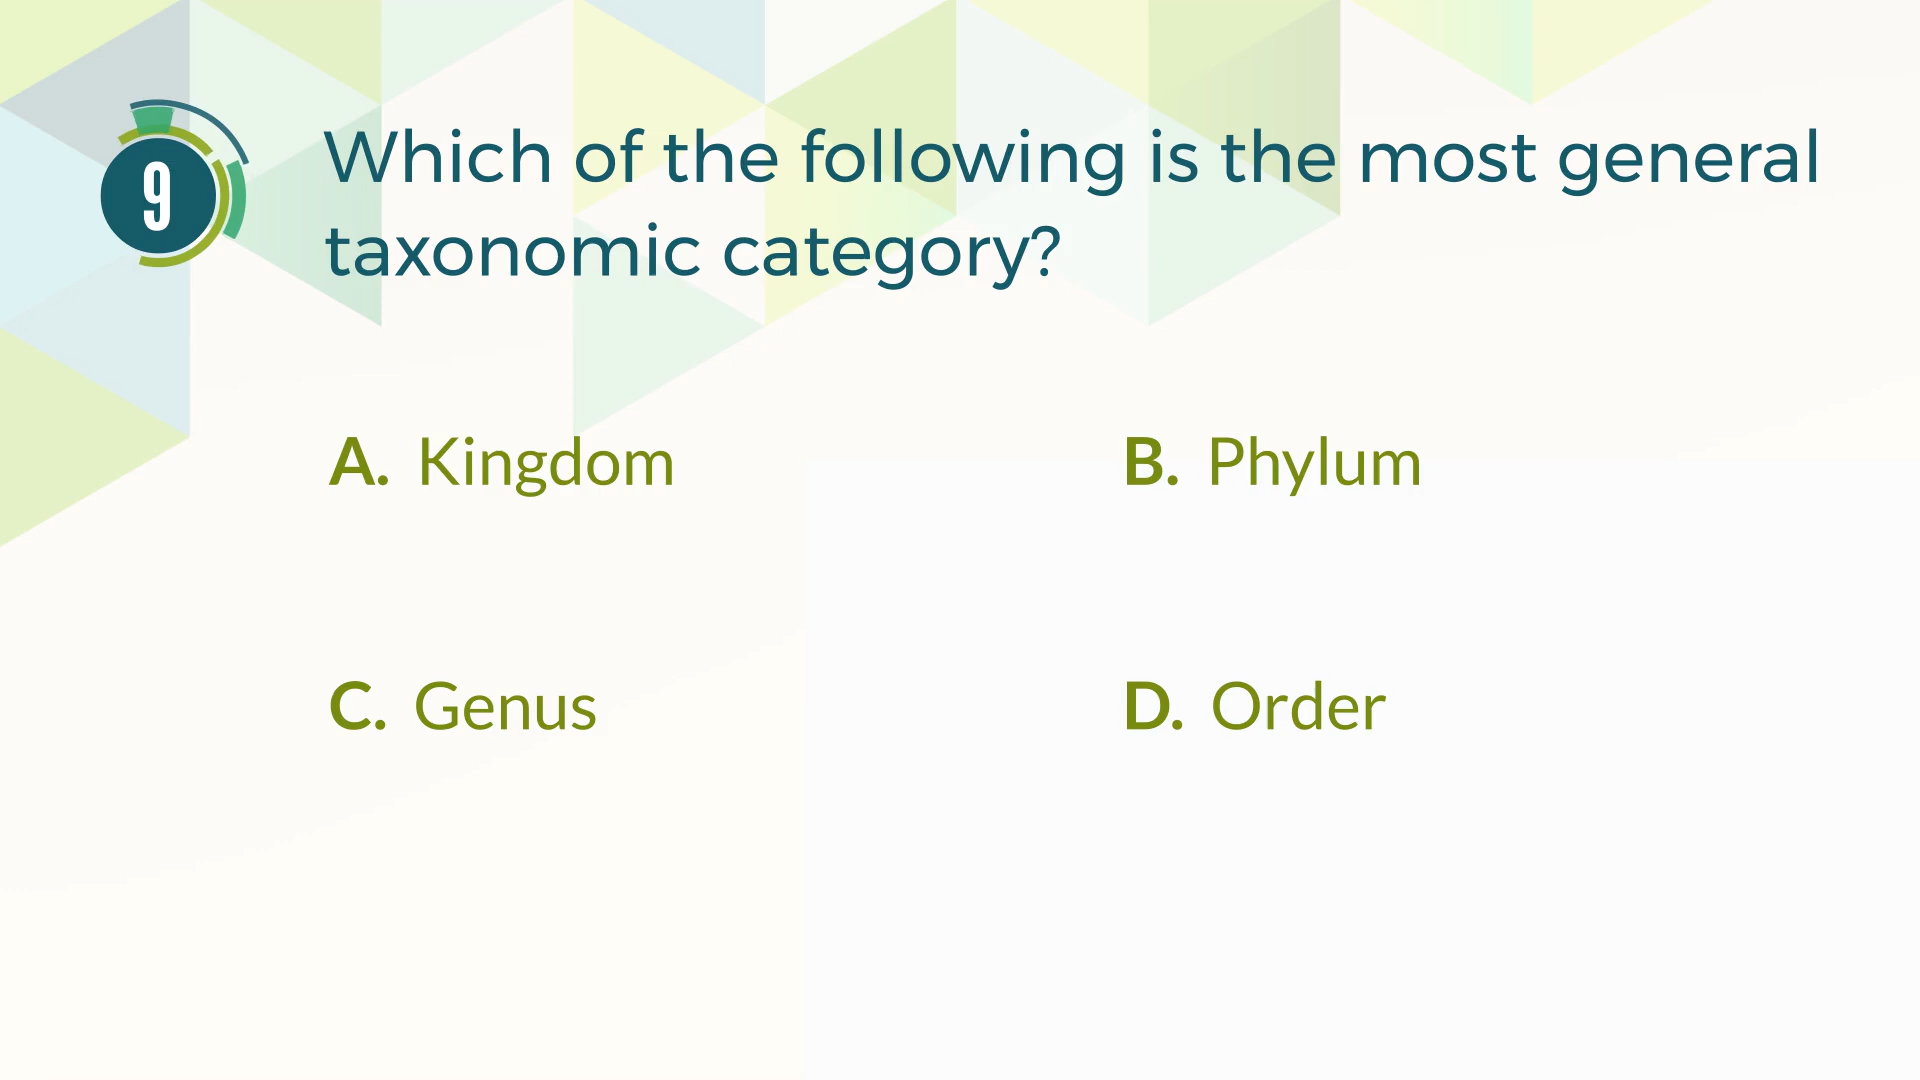 9
Which of the following is the most general
taxonomic category?
A. Kingdom
B. Phylum
C. Genus
D. Order